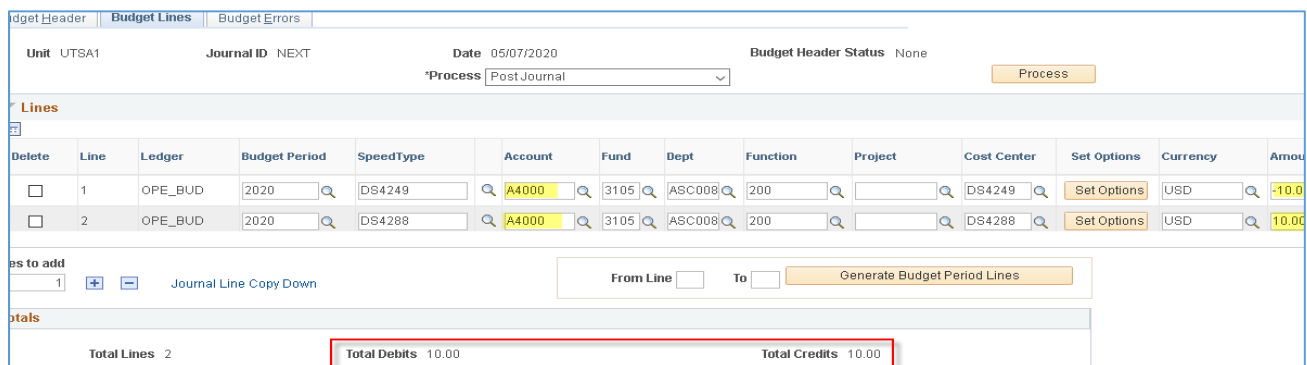 dget Header Budget Lines Budget Errors
Unit UTSA1 Journal ID NEXT Date 05/07/2020 Budget Header Status None
*Process Post Journal Process
Lines
Delete Line Ledger Budget Period SpeedType Account Fund Dept Function Project Cost Center Set Options Currency Amou
1 OPE_BUD 2020 DS4249 A4000 3105 ASC008 200 DS4249 Set Options USD -10.0
2 OPE_BUD 2020 DS4288 A4000 3105 ASC008 200 DS4288 Set Options USD 10.00
es to add
1 Journal Line Copy Down From Line To Generate Budget Period Lines
otals
Total Lines 2 Total Debits 10.00 Total Credits 10.00